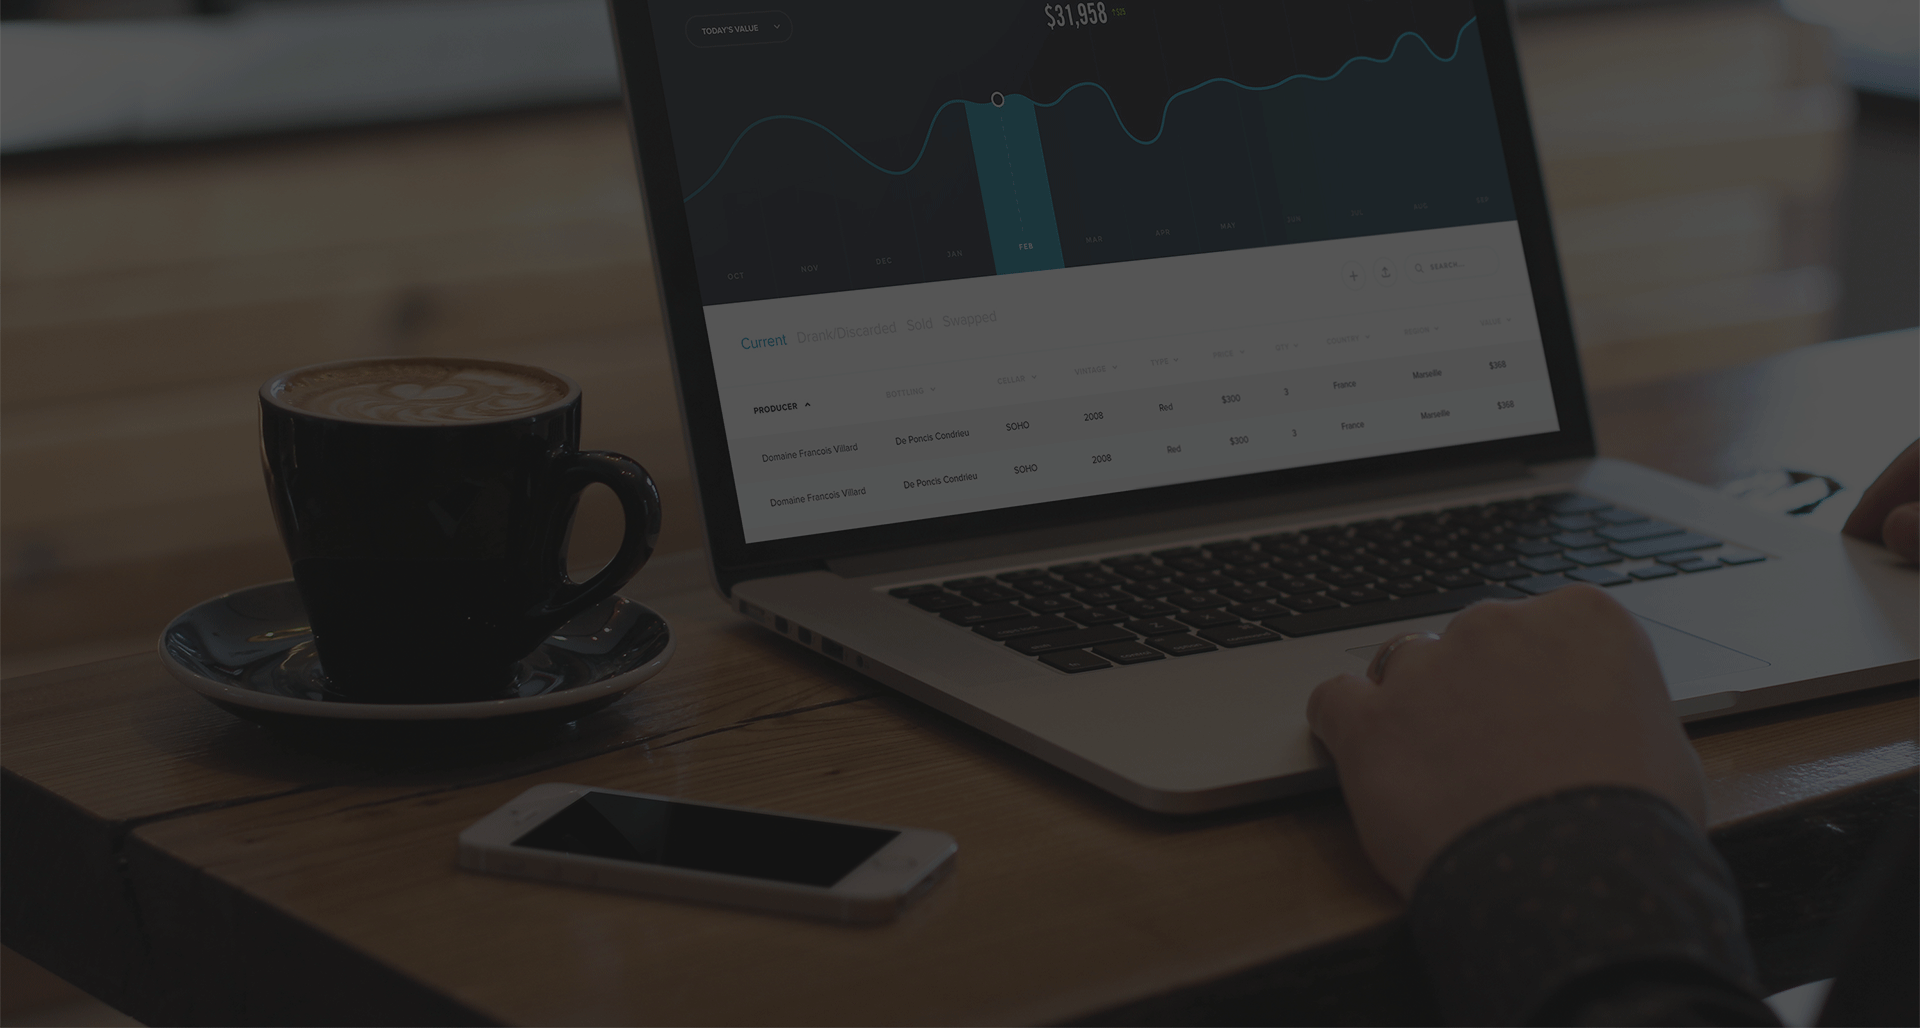 TODAY'S VALUE
$31,958
OCT NOV DEC JAN FEB MAR APR MAY JUN JUL AUG SEP
SEARCH...
Current Drank/Discarded Sold Swapped
PRODUCER BOTTLING CELLAR VINTAGE TYPE PRICE QTY COUNTRY REGION VALUE
Domaine Francois Villard De Poncis Condrieu SOHO 2008 Red $300 3 France Marseille $368
Domaine Francois Villard De Poncis Condrieu SOHO 2008 Red $300 3 France Marseille $368